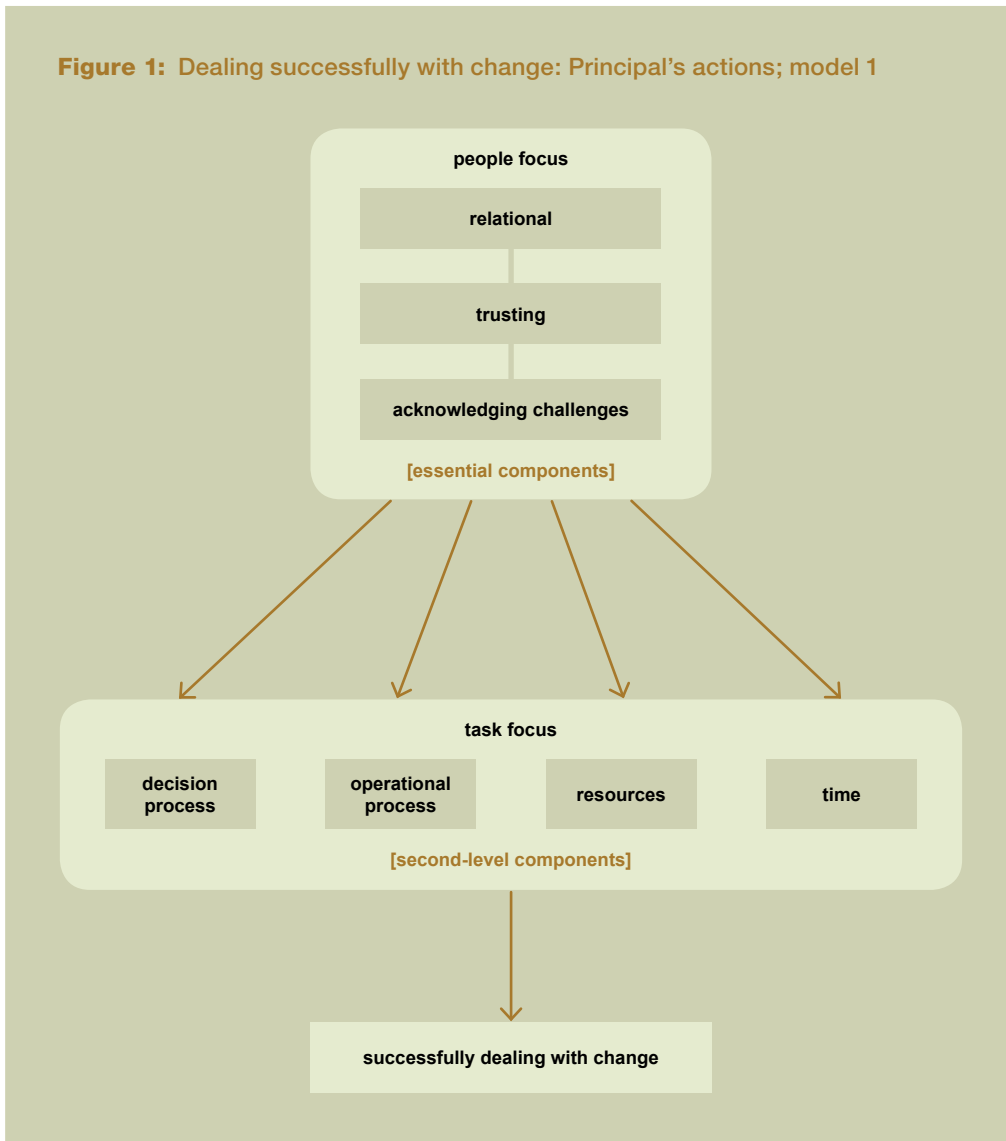 Figure 1: Dealing successfully with change: Principal’s actions; model 1
people focus
relational
trusting
acknowledging challenges
[essential components]
task focus
decision
process
operational
process
resources
time
[second-level components]
successfully dealing with change